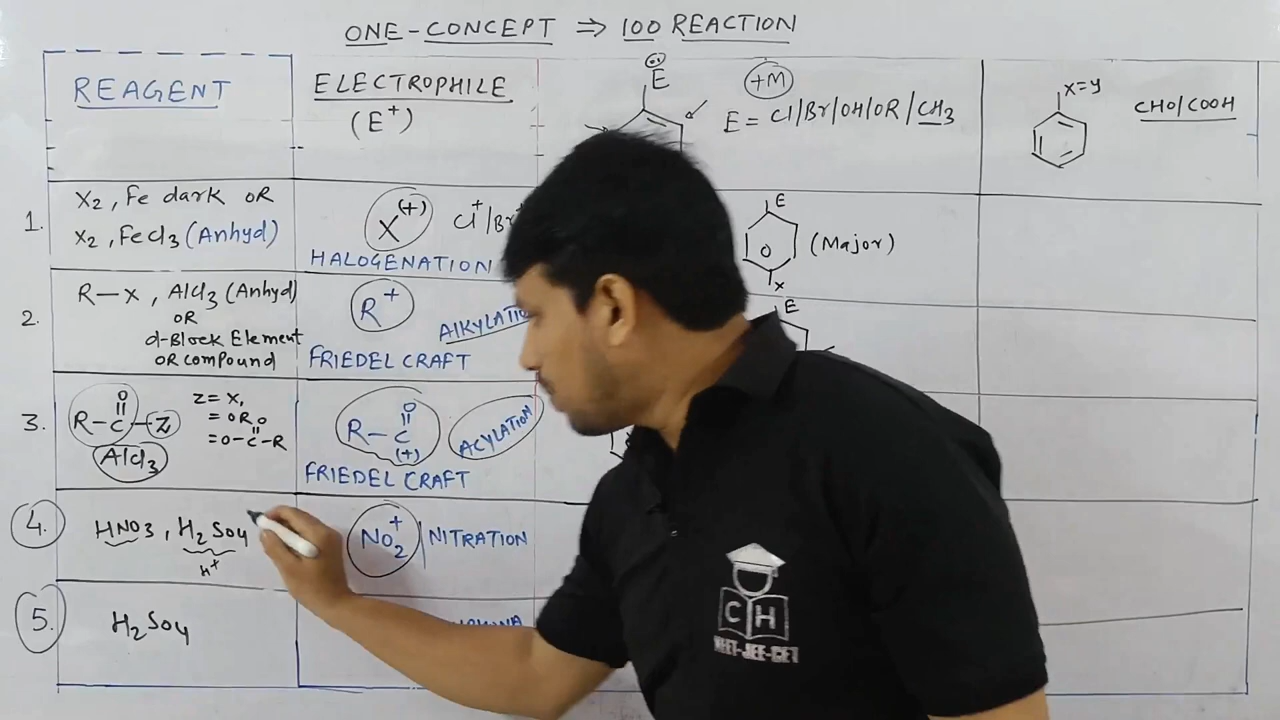 ONE-CONCEPT ⇒ 100 REACTION
REAGENT
ELECTROPHILE
(E⁺)
E
+M
E = Cl/Br/OH/OR/CH3
X=Y
CHO/COOH
1.
X2, Fe dark OR
X2, FeCl3 (Anhyd)
X(+)
Cl⁺/Br
HALOGENATION
E
(Major)
X
2.
R-X, AlCl3 (Anhyd)
OR
d-Block Element
OR compound
R⁺
FRIEDEL CRAFT
E
3.
O
R-C-Z
AlCl3
Z = X,
= OR
O
= O-C-R
O
R-C
(+)
ACYLATION
FRIEDEL CRAFT
4.
HNO3, H2SO4
H⁺
NO2⁺
NITRATION
5.
H2SO4
CH
NEET-JEE-CET